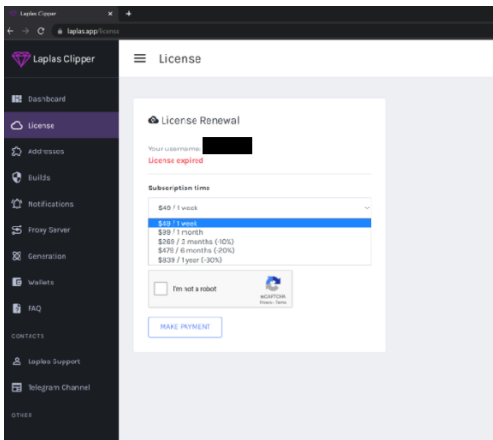 Laplas Clipper
laplas.app/license
Laplas Clipper
License
Dashboard
License
Addresses
Builds
Notifications
Proxy Server
Generation
Wallets
FAQ
CONTACTS
Laplas Support
Telegram Channel
OTHER
License Renewal
Your username:
License expired
Subscription time
$49 / 1 week
$49 / 1 week
$99 / 1 month
$269 / 3 months (-10%)
$479 / 6 months (-20%)
$839 / 1 year (-30%)
I'm not a robot
reCAPTCHA
Privacy - Terms
MAKE PAYMENT